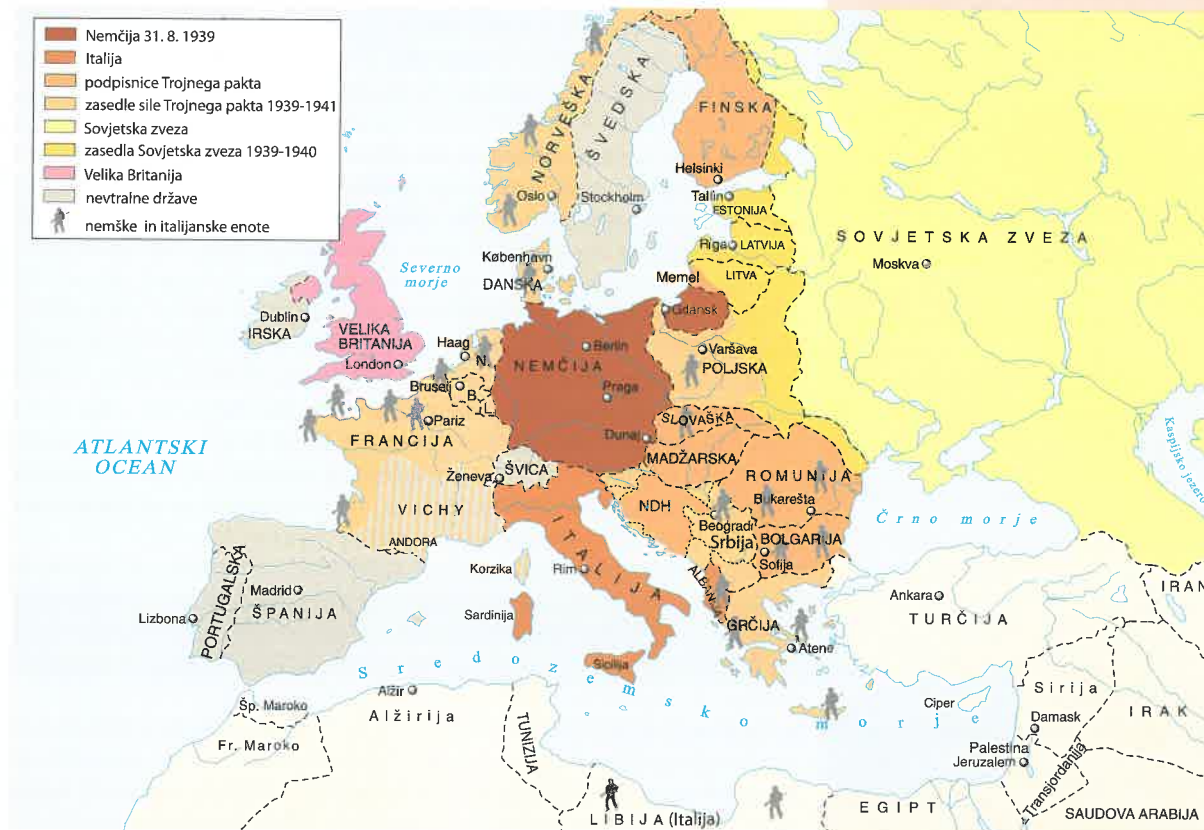 Nemčija 31. 8. 1939
Italija
podpisnice Trojnega pakta
zasedle sile Trojnega pakta 1939-1941
Sovjetska zveza
zasedla Sovjetska zveza 1939-1940
Velika Britanija
nevtralne države
nemške in italijanske enote
NORVEŠKA
ŠVEDSKA
FINSKA
Helsinki
Oslo
Stockholm
Tallin
ESTONIJA
Riga
LATVIJA
SOVJETSKA ZVEZA
Moskva
LITVA
Memel
København
DANSKA
Severno
morje
Gdansk
Dublin
IRSKA
VELIKA
BRITANIJA
London
Haag
N.
Berlin
NEMČIJA
Varšava
POLJSKA
Bruselj
B.
L.
Praga
Pariz
FRANCIJA
SLOVAŠKA
Dunaj
MADŽARSKA
ATLANTSKI
OCEAN
Ženeva
ŠVICA
ROMUNIJA
Kaspijsko jezero
VICHY
NDH
Bukarešta
Beograd
Srbija
BOLGARIJA
Sofija
Črno morje
ANDORA
ITALIJA
Korzika
Rim
IRAN
PORTUGALSKA
Madrid
ŠPANIJA
Lizbona
Sardinija
GRČIJA
Atene
Ankara
TURČIJA
Sicilija
Sredozemsko morje
Alžir
Šp. Maroko
Alžirija
Fr. Maroko
TUNIZIJA
Ciper
Sirija
Damask
IRAK
Palestina
Jeruzalem
Transjordanija
LIBIJA (Italija)
EGIPT
SAUDOVA ARABIJA